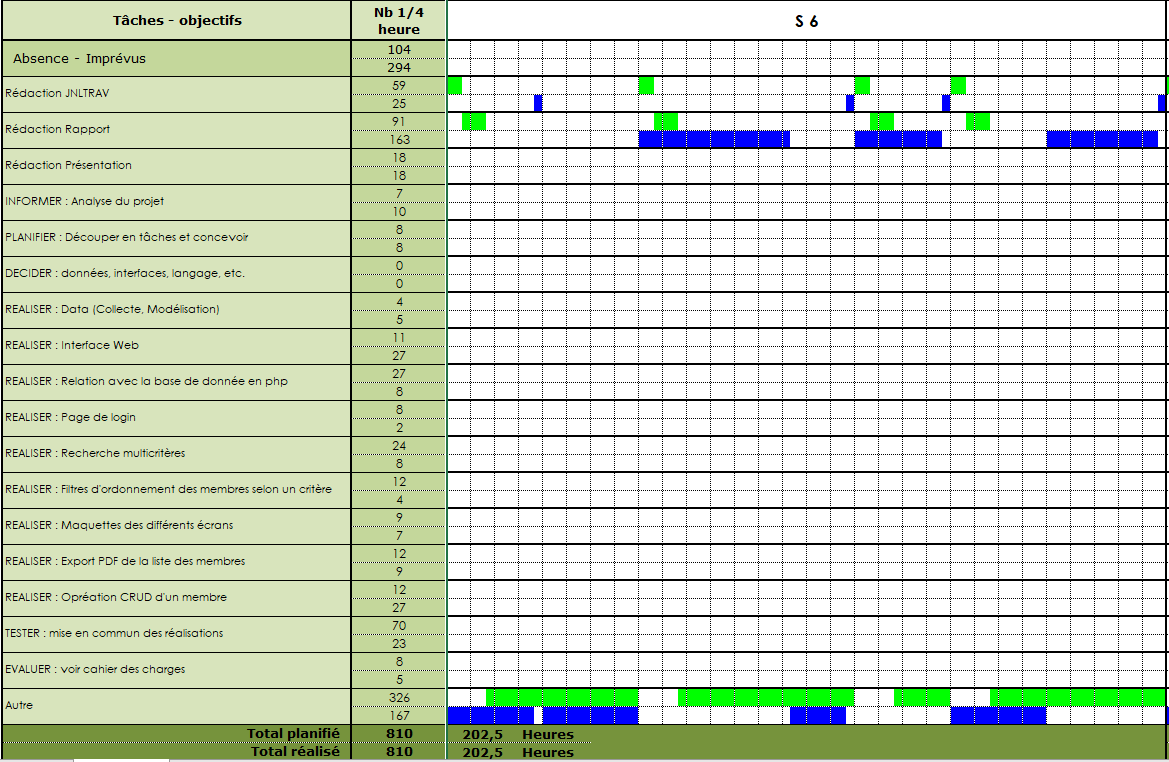 Tâches - objectifs
Nb 1/4
heure
S 6
Absence - Imprévus
104
294
Rédaction JNLTRAV
59
25
Rédaction Rapport
91
163
Rédaction Présentation
18
18
INFORMER : Analyse du projet
7
10
PLANIFIER : Découper en tâches et concevoir
8
8
DECIDER : données, interfaces, langage, etc.
0
0
REALISER : Data (Collecte, Modélisation)
4
5
REALISER : Interface Web
11
27
REALISER : Relation avec la base de donnée en php
27
8
REALISER : Page de login
8
2
REALISER : Recherche multicritères
24
8
REALISER : Filtres d'ordonnement des membres selon un critère
12
4
REALISER : Maquettes des différents écrans
9
7
REALISER : Export PDF de la liste des membres
12
9
REALISER : Opréation CRUD d'un membre
12
27
TESTER : mise en commun des réalisations
70
23
EVALUER : voir cahier des charges
8
5
Autre
326
167
Total planifié 810 202,5 Heures
Total réalisé 810 202,5 Heures